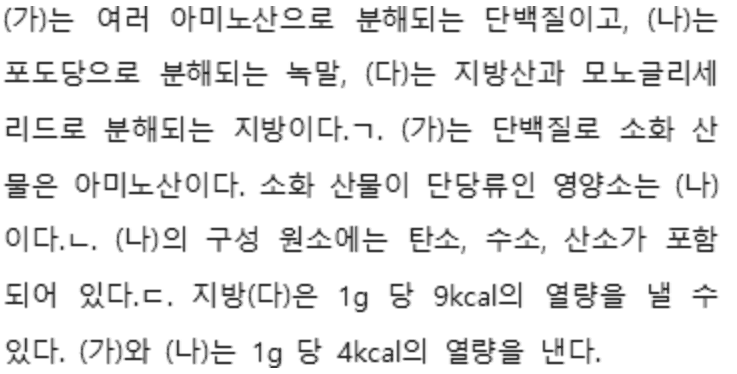 (가)는 여러 아미노산으로 분해되는 단백질이고, (나)는
포도당으로 분해되는 녹말, (다)는 지방산과 모노글리세
리드로 분해되는 지방이다.ㄱ. (가)는 단백질로 소화 산
물은 아미노산이다. 소화 산물이 단당류인 영양소는 (나)
이다.ㄴ. (나)의 구성 원소에는 탄소, 수소, 산소가 포함
되어 있다.ㄷ. 지방(다)은 1g 당 9kcal의 열량을 낼 수
있다. (가)와 (나)는 1g 당 4kcal의 열량을 낸다.